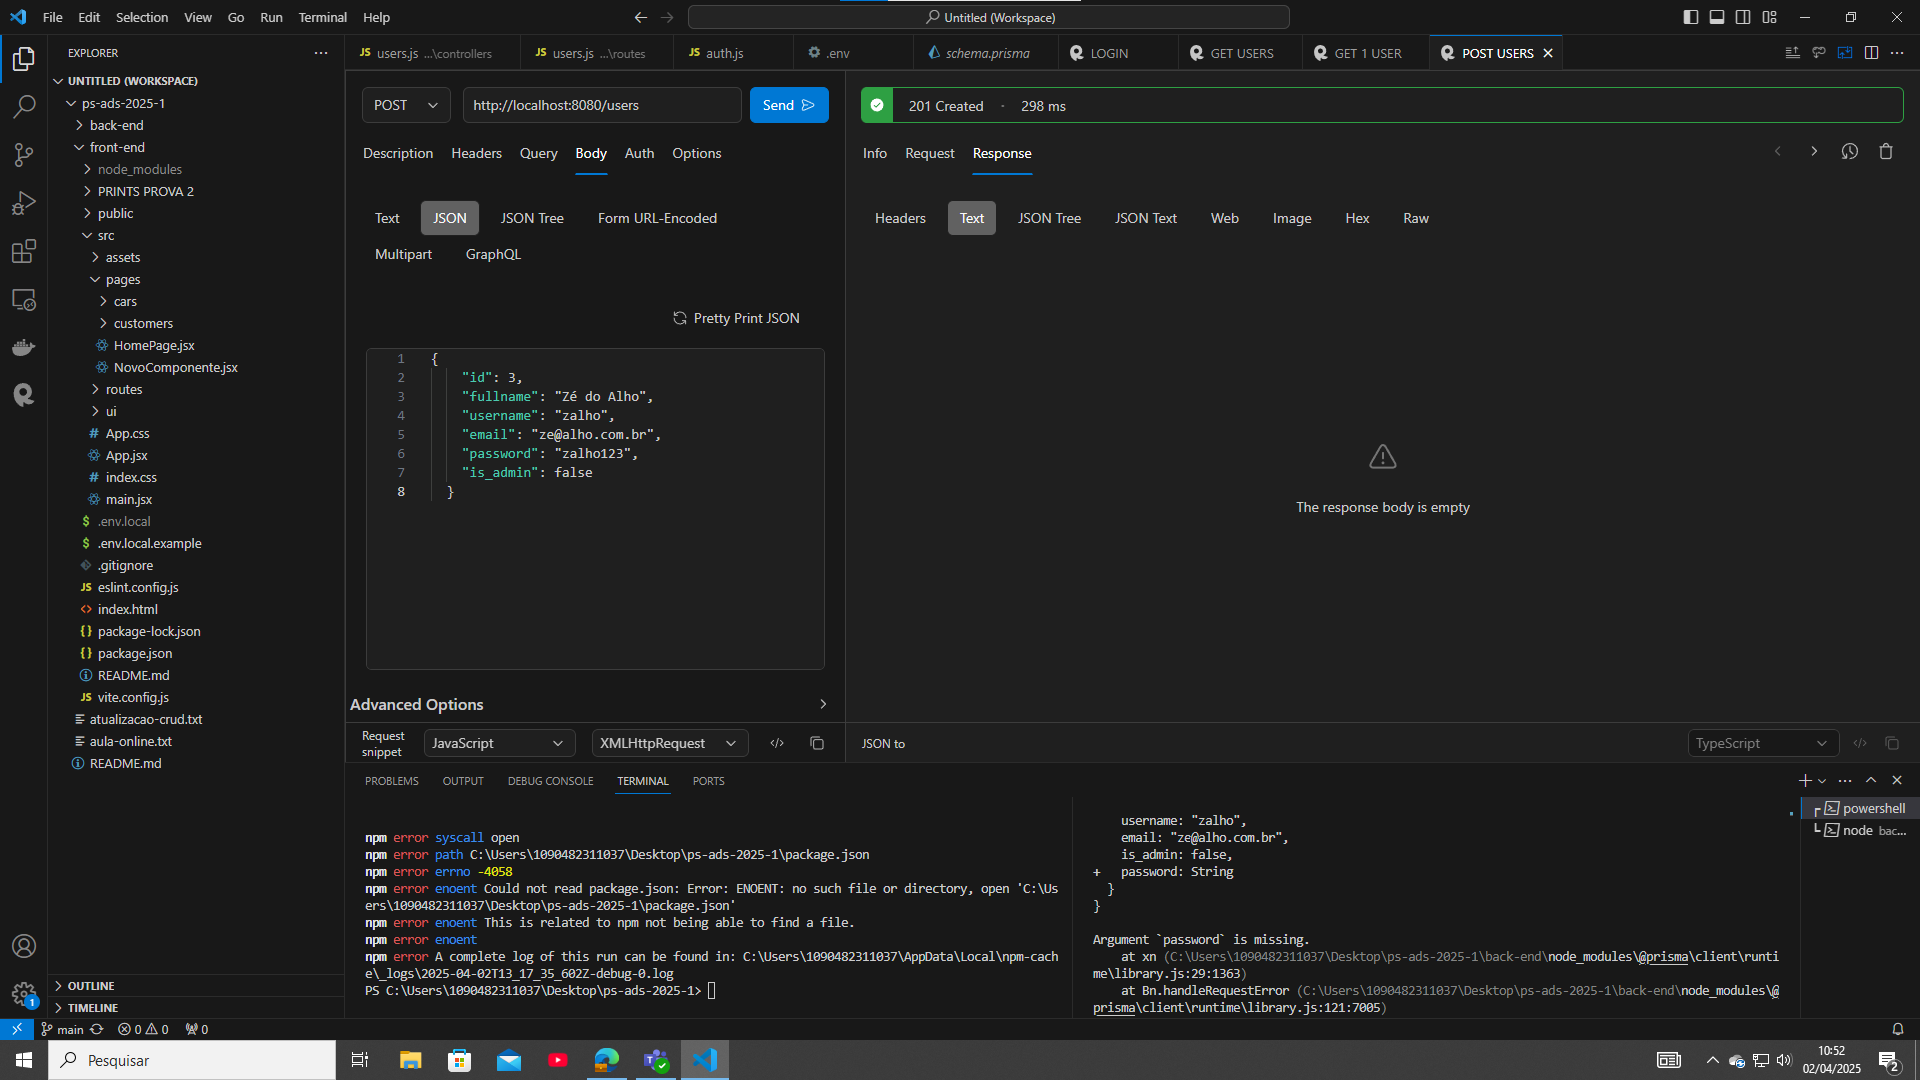 File Edit Selection View Go Run Terminal Help
Untitled (Workspace)
EXPLORER
UNTITLED (WORKSPACE)
ps-ads-2025-1
back-end
front-end
node_modules
PRINTS PROVA 2
public
src
assets
pages
cars
customers
HomePage.jsx
NovoComponente.jsx
routes
ui
# App.css
App.jsx
# index.css
main.jsx
$ .env.local
$ .env.local.example
.gitignore
JS eslint.config.js
<> index.html
{} package-lock.json
{} package.json
README.md
JS vite.config.js
atualizacao-crud.txt
aula-online.txt
README.md
OUTLINE
TIMELINE
JS users.js ...\controllers
JS users.js ...\routes
JS auth.js
.env
schema.prisma
LOGIN
GET USERS
GET 1 USER
POST USERS
POST
http://localhost:8080/users
Send
Description Headers Query Body Auth Options
Text JSON JSON Tree Form URL-Encoded
Multipart GraphQL
Pretty Print JSON
1 {
2 "id": 3,
3 "fullname": "Zé do Alho",
4 "username": "zalho",
5 "email": "ze@alho.com.br",
6 "password": "zalho123",
7 "is_admin": false
8 }
Advanced Options
Request
snippet
JavaScript
XMLHttpRequest
201 Created · 298 ms
Info Request Response
Headers Text JSON Tree JSON Text Web Image Hex Raw
The response body is empty
JSON to
TypeScript
PROBLEMS OUTPUT DEBUG CONSOLE TERMINAL PORTS
npm error syscall open
npm error path C:\Users\1090482311037\Desktop\ps-ads-2025-1\package.json
npm error errno -4058
npm error enoent Could not read package.json: Error: ENOENT: no such file or directory, open 'C:\Us
ers\1090482311037\Desktop\ps-ads-2025-1\package.json'
npm error enoent This is related to npm not being able to find a file.
npm error enoent
npm error A complete log of this run can be found in: C:\Users\1090482311037\AppData\Local\npm-cach
e\_logs\2025-04-02T13_17_35_602Z-debug-0.log
PS C:\Users\1090482311037\Desktop\ps-ads-2025-1>
username: "zalho",
email: "ze@alho.com.br",
is_admin: false,
+ password: String
}
}
Argument `password` is missing.
at xn (C:\Users\1090482311037\Desktop\ps-ads-2025-1\back-end\node_modules\@prisma\client\runti
me\library.js:29:1363)
at Bn.handleRequestError (C:\Users\1090482311037\Desktop\ps-ads-2025-1\back-end\node_modules\@
prisma\client\runtime\library.js:121:7005)
powershell
node bac...
1
main
0 0
0
Pesquisar
10:52
02/04/2025
2